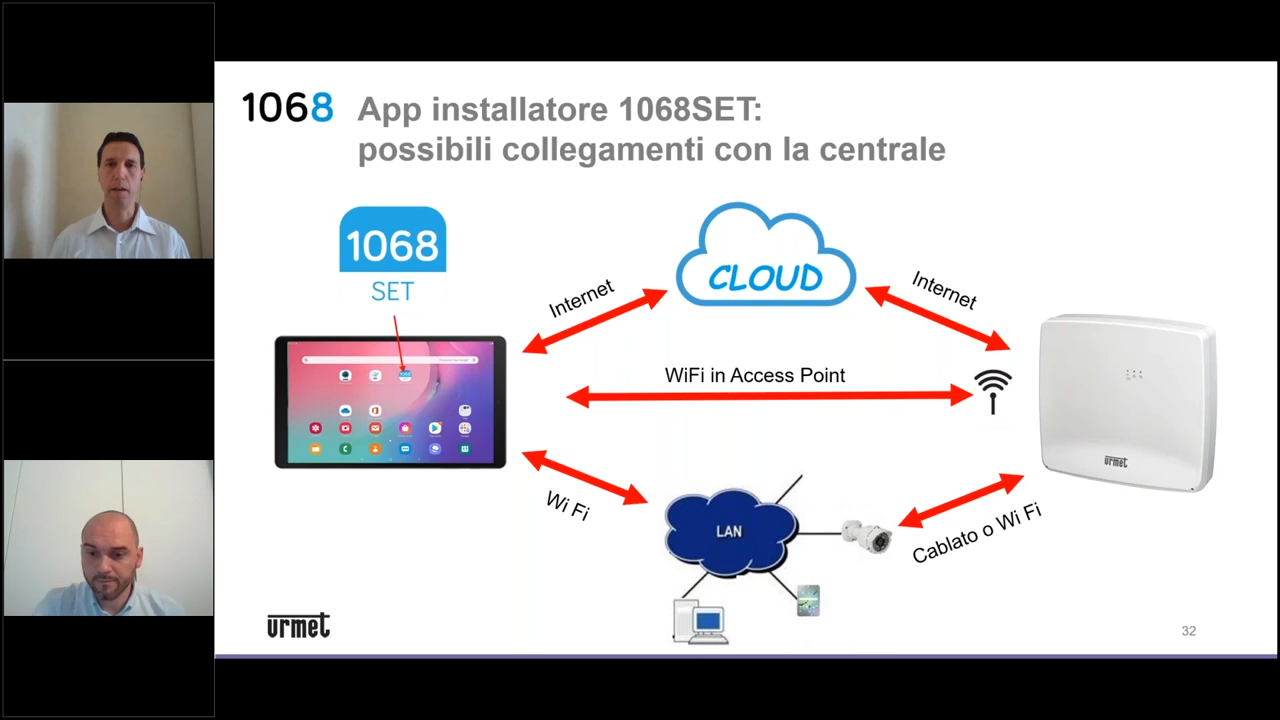 1068
App installatore 1068SET:
possibili collegamenti con la centrale
1068
SET
CLOUD
Internet
Internet
WiFi in Access Point
urmet
Wi Fi
LAN
Cablato o Wi Fi
urmet
32